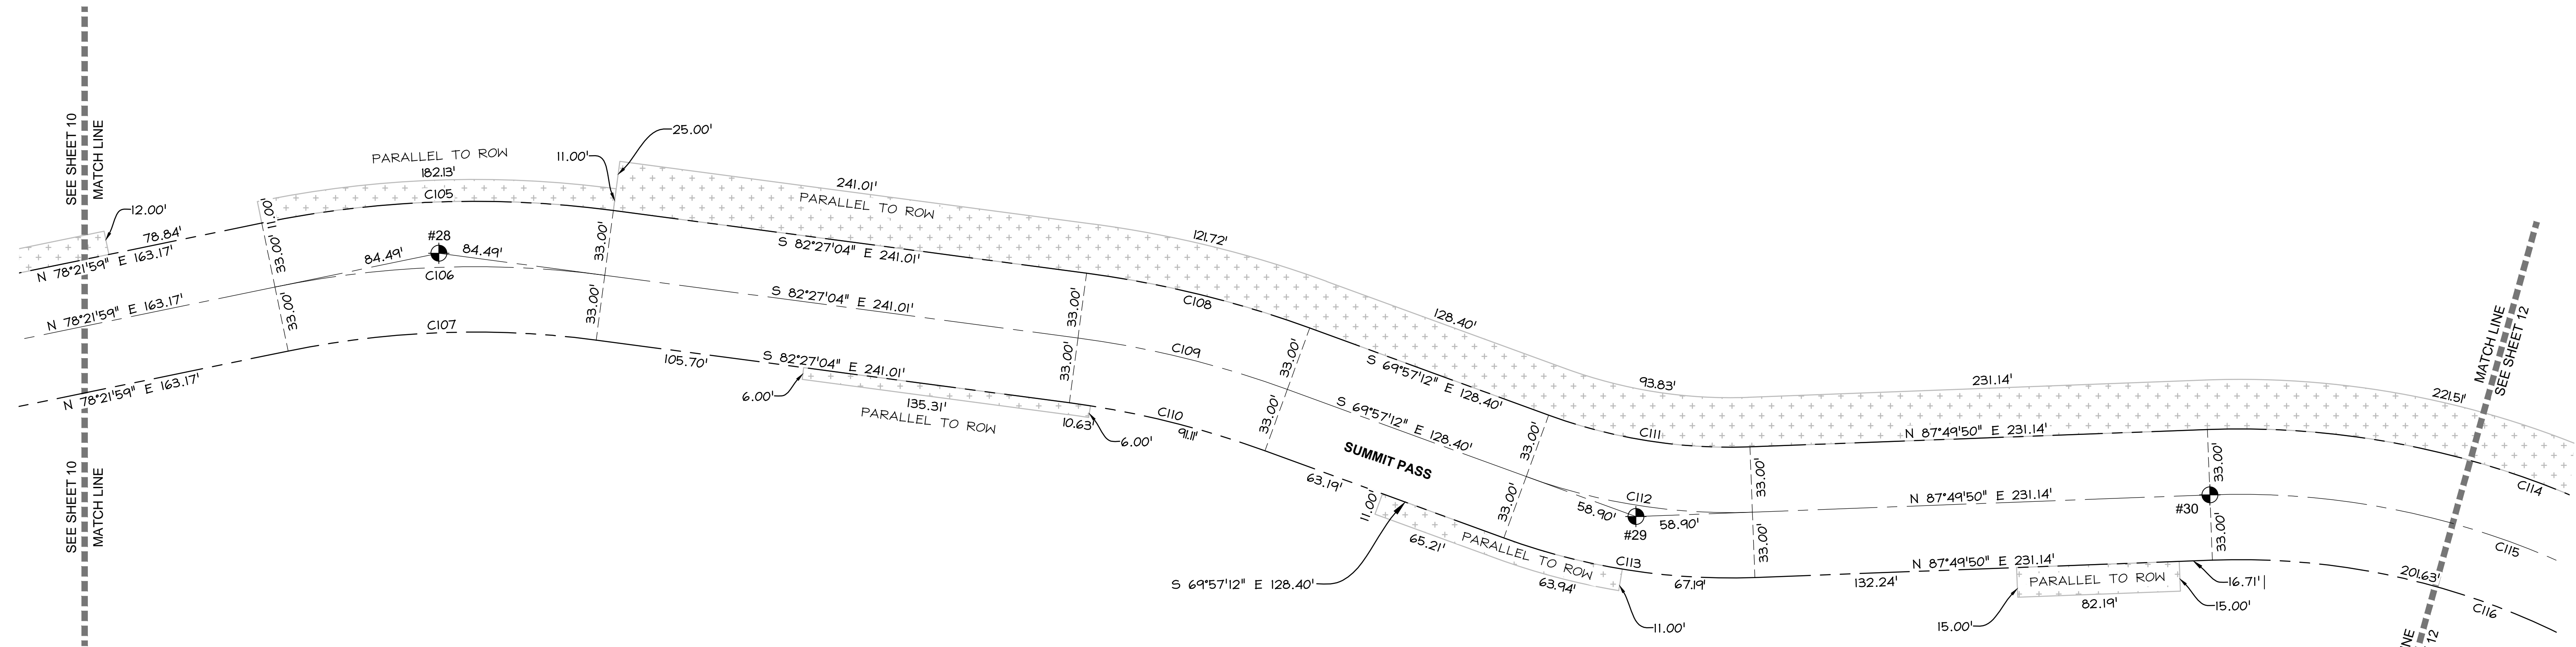 SEE SHEET 10
MATCH LINE
12.00'
78.84'
N 78°21'59" E 163.17'
N 78°21'59" E 163.17'
N 78°21'59" E 163.17'
SEE SHEET 10
MATCH LINE
PARALLEL TO ROW
182.13'
C105
11.00'
33.00'
33.00'
84.49'
#28
84.49'
C106
C107
11.00'
25.00'
33.00'
33.00'
241.01'
PARALLEL TO ROW
S 82°27'04" E 241.01'
S 82°27'04" E 241.01'
S 82°27'04" E 241.01'
105.70'
6.00'
135.31'
PARALLEL TO ROW
10.63'
6.00'
33.00'
33.00'
121.72'
C108
C109
C110
91.11'
33.00'
33.00'
128.40'
S 69°57'12" E 128.40'
S 69°57'12" E 128.40'
SUMMIT PASS
63.19'
11.00'
65.21'
S 69°57'12" E 128.40'
PARALLEL TO ROW
63.94'
11.00'
33.00'
33.00'
93.83'
C111
C112
58.90'
#29
58.90'
C113
67.19'
33.00'
33.00'
231.14'
N 87°49'50" E 231.14'
N 87°49'50" E 231.14'
N 87°49'50" E 231.14'
132.24'
PARALLEL TO ROW
82.19'
15.00'
15.00'
16.71'
#30
33.00'
33.00'
221.51'
C114
C115
201.63'
C116
MATCH LINE
SEE SHEET 12
NE
12